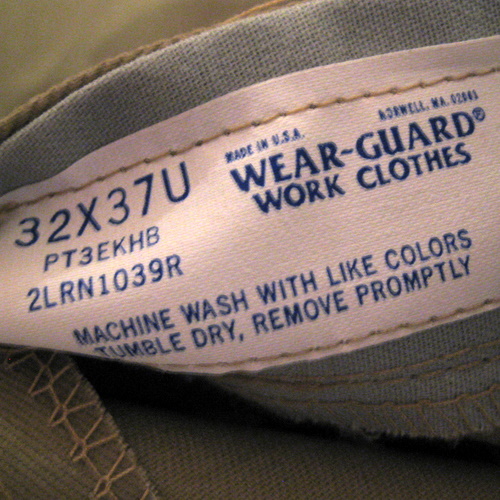 32X37U
PT3EKHB
2LRN1039R
MADE IN U.S.A. NORWELL, MA. 02061
WEAR-GUARD®
WORK CLOTHES
MACHINE WASH WITH LIKE COLORS
TUMBLE DRY, REMOVE PROMPTLY